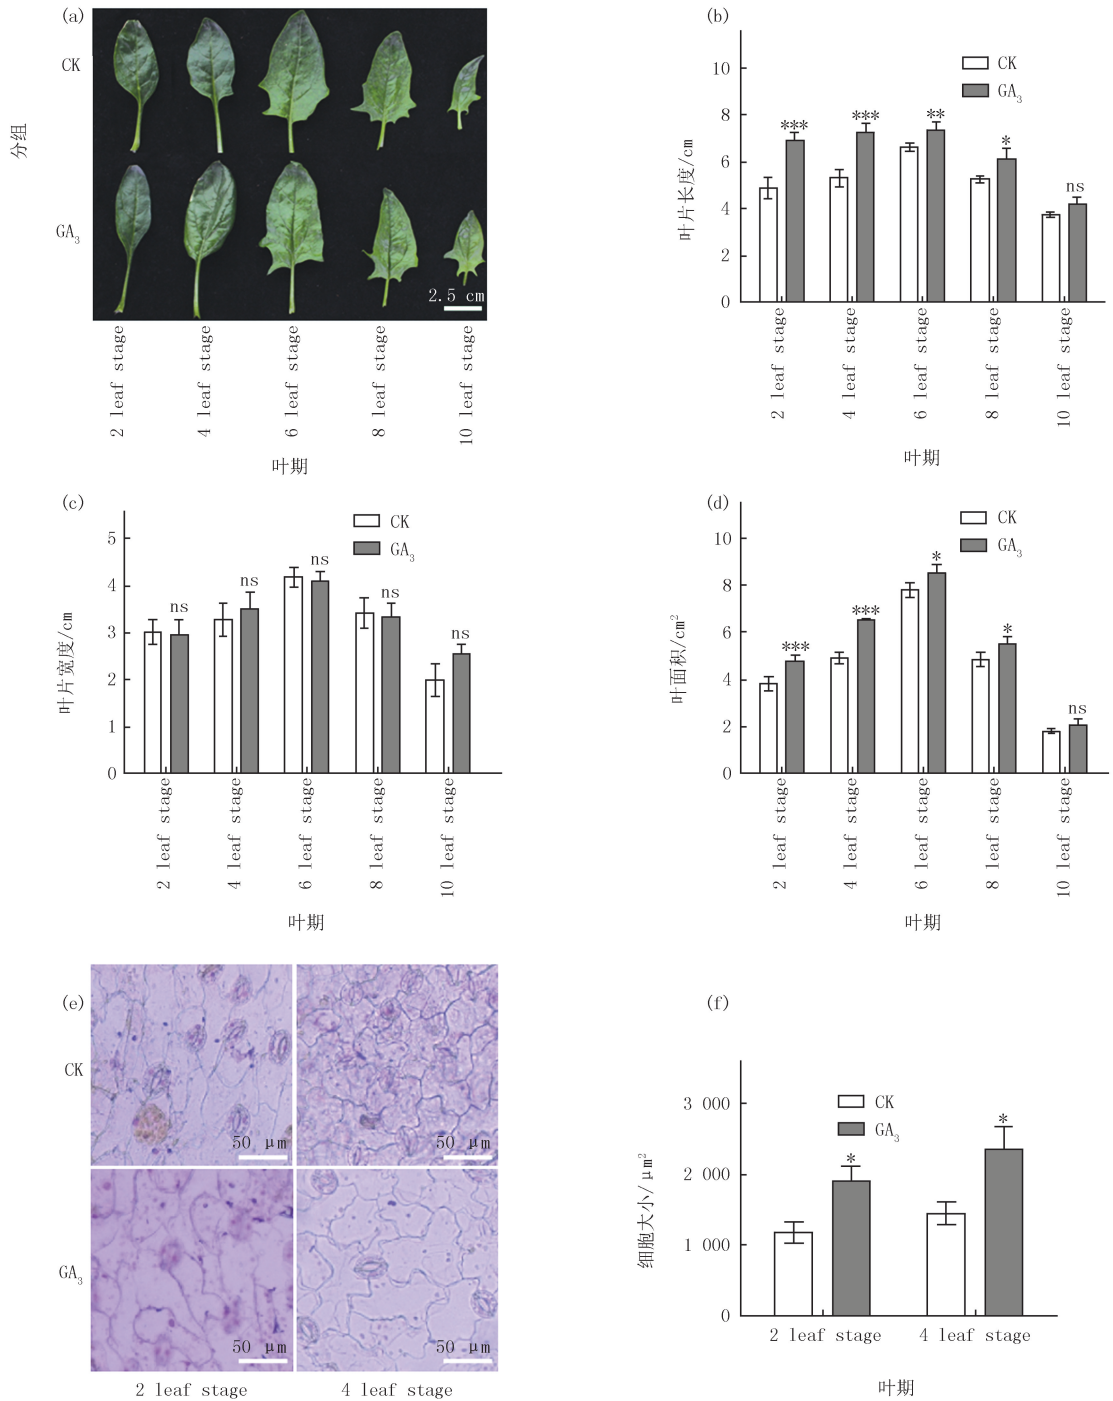 (a)
CK
分组
GA3
2.5 cm
2 leaf stage
4 leaf stage
6 leaf stage
8 leaf stage
10 leaf stage
叶期
(b)
叶片长度/cm
10
8
6
4
2
0
CK
GA3
***
***
**
*
ns
2 leaf stage
4 leaf stage
6 leaf stage
8 leaf stage
10 leaf stage
叶期
(c)
叶片宽度/cm
5
4
3
2
1
0
CK
GA3
ns
ns
ns
ns
ns
2 leaf stage
4 leaf stage
6 leaf stage
8 leaf stage
10 leaf stage
叶期
(d)
叶面积/cm²
10
8
6
4
2
0
CK
GA3
***
***
*
*
ns
2 leaf stage
4 leaf stage
6 leaf stage
8 leaf stage
10 leaf stage
叶期
(e)
CK
50 μm
50 μm
GA3
50 μm
50 μm
2 leaf stage
4 leaf stage
(f)
细胞大小/μm²
3 000
2 000
1 000
0
CK
GA3
*
*
2 leaf stage
4 leaf stage
叶期